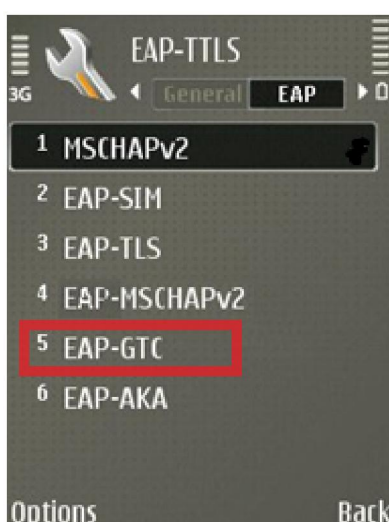 EAP-TTLS
3G General EAP
1 MSCHAPv2
2 EAP-SIM
3 EAP-TLS
4 EAP-MSCHAPv2
5 EAP-GTC
6 EAP-AKA
Options Back